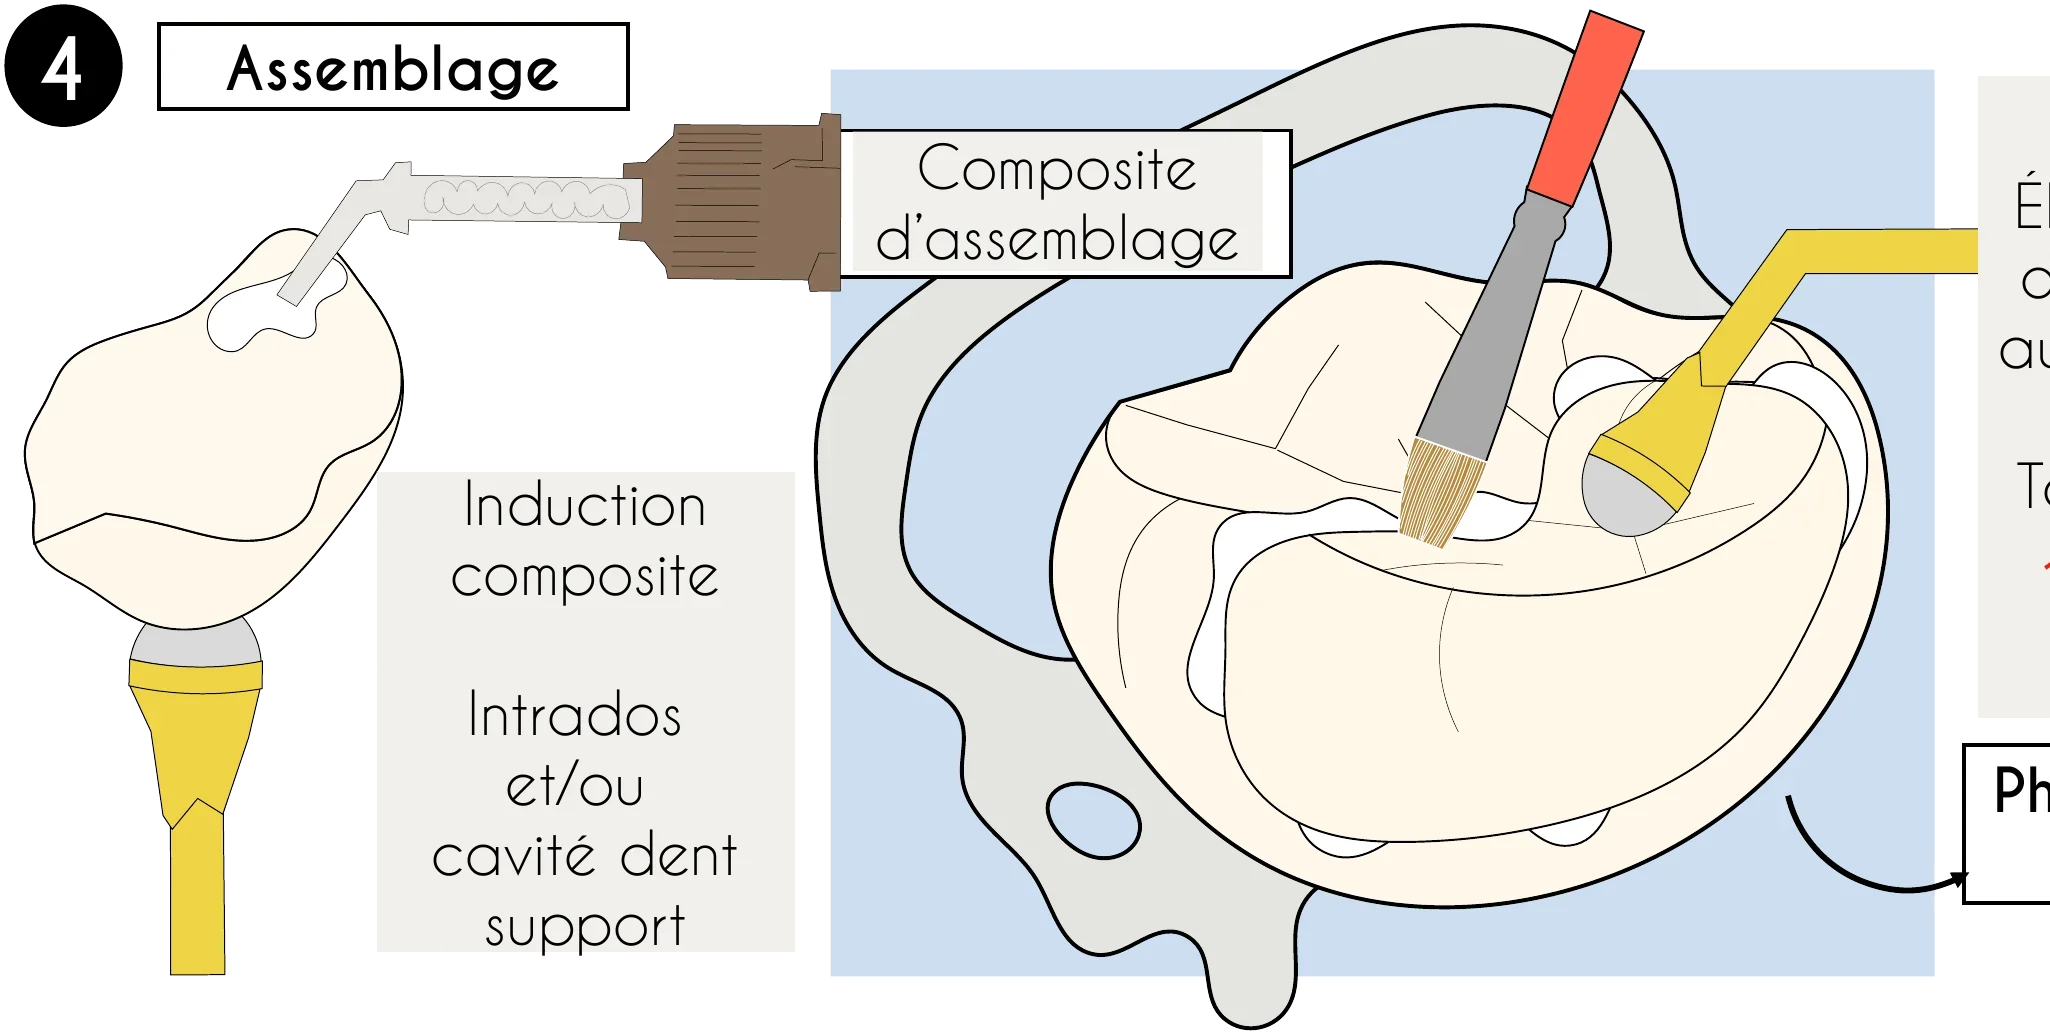 4
Assemblage
Composite
d'assemblage
Induction
composite
Intrados
et/ou
cavité dent
support